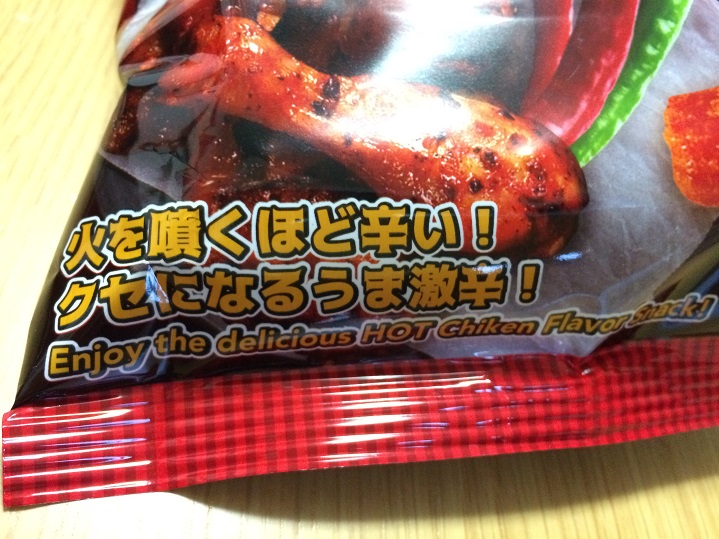 火を噴くほど辛い！
クセになるうま激辛！
Enjoy the delicious HOT Chiken Flavor Snack!